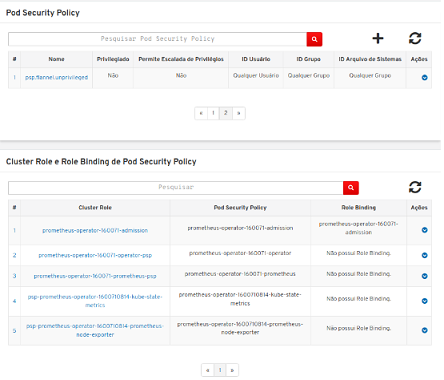 Pod Security Policy
Pesquisar Pod Security Policy
# Nome Privilegiado Permite Escalada de Privilégios ID Usuário ID Grupo ID Arquivo de Sistemas Ações
1 psp.flannel.unprivileged Não Não Qualquer Usuário Qualquer Grupo Qualquer Grupo
« 1 2 »
Cluster Role e Role Binding de Pod Security Policy
Pesquisar
# Cluster Role Pod Security Policy Role Binding Ações
1 prometheus-operator-160071-admission prometheus-operator-160071-admission prometheus-operator-160071-
admission
2 prometheus-operator-160071-operator-psp prometheus-operator-160071-operator Não possui Role Binding.
3 prometheus-operator-160071-prometheus-psp prometheus-operator-160071-prometheus Não possui Role Binding.
4 psp-prometheus-operator-1600710814-kube-state-
metrics prometheus-operator-1600710814-kube-state-
metrics Não possui Role Binding.
5 psp-prometheus-operator-1600710814-prometheus-
node-exporter prometheus-operator-1600710814-prometheus-
node-exporter Não possui Role Binding.
« 1 »